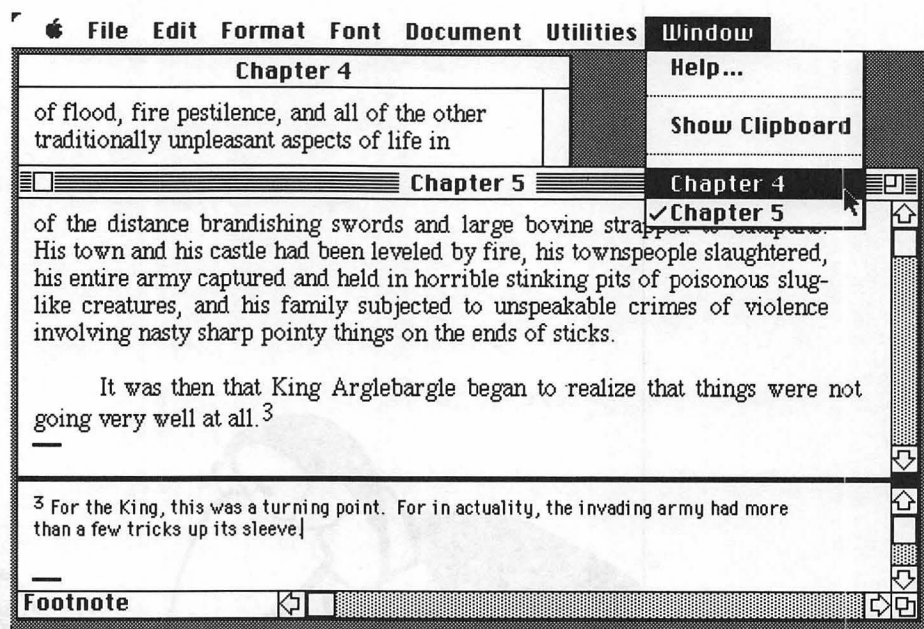 File Edit Format Font Document Utilities Window
Help...
Show Clipboard
Chapter 4
✓Chapter 5
Chapter 4
of flood, fire pestilence, and all of the other
traditionally unpleasant aspects of life in
Chapter 5
of the distance brandishing swords and large bovine strapped to catapults.
His town and his castle had been leveled by fire, his townspeople slaughtered,
his entire army captured and held in horrible stinking pits of poisonous slug-
like creatures, and his family subjected to unspeakable crimes of violence
involving nasty sharp pointy things on the ends of sticks.
It was then that King Arglebargle began to realize that things were not
going very well at all.3
3 For the King, this was a turning point. For in actuality, the invading army had more
than a few tricks up its sleeve.
Footnote